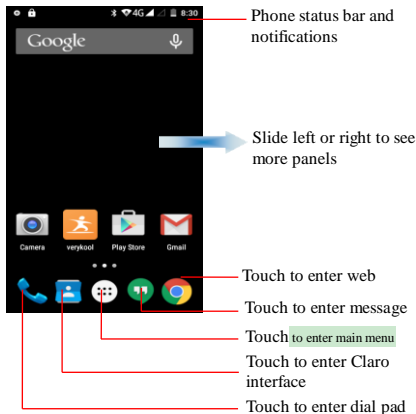 8:30
4G
Google
Phone status bar and
notifications
Slide left or right to see
more panels
Camera
verykool
Play Store
Gmail
Touch to enter web
Touch to enter message
Touch to enter main menu
Touch to enter Claro
interface
Touch to enter dial pad